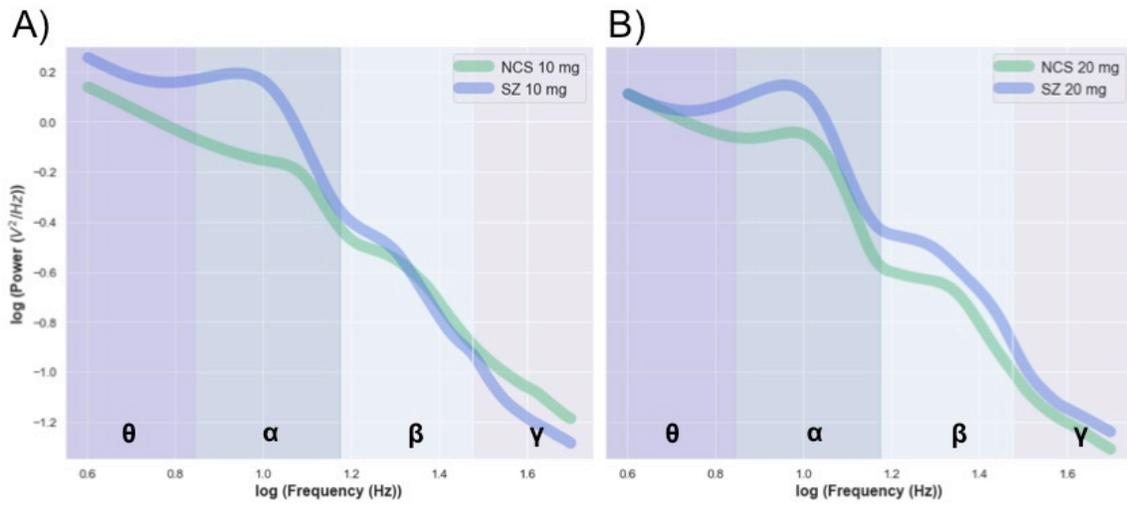 A)
B)
NCS 10 mg
SZ 10 mg
NCS 20 mg
SZ 20 mg
log (Power (V²/Hz))
0.2
0.0
−0.2
−0.4
−0.6
−0.8
−1.0
−1.2
θ α β γ
θ α β γ
0.6 0.8 1.0 1.2 1.4 1.6
0.6 0.8 1.0 1.2 1.4 1.6
log (Frequency (Hz))
log (Frequency (Hz))